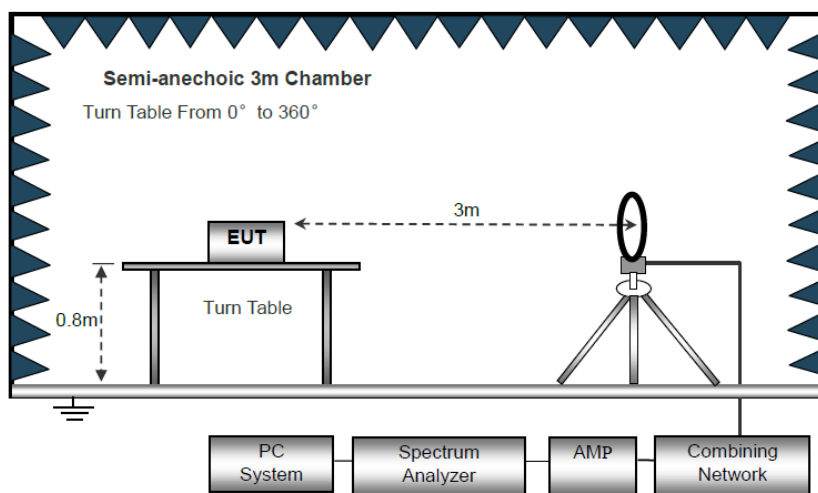 Semi-anechoic 3m Chamber
Turn Table From 0° to 360°
3m
EUT
Turn Table
0.8m
PC
System
Spectrum
Analyzer
AMP
Combining
Network